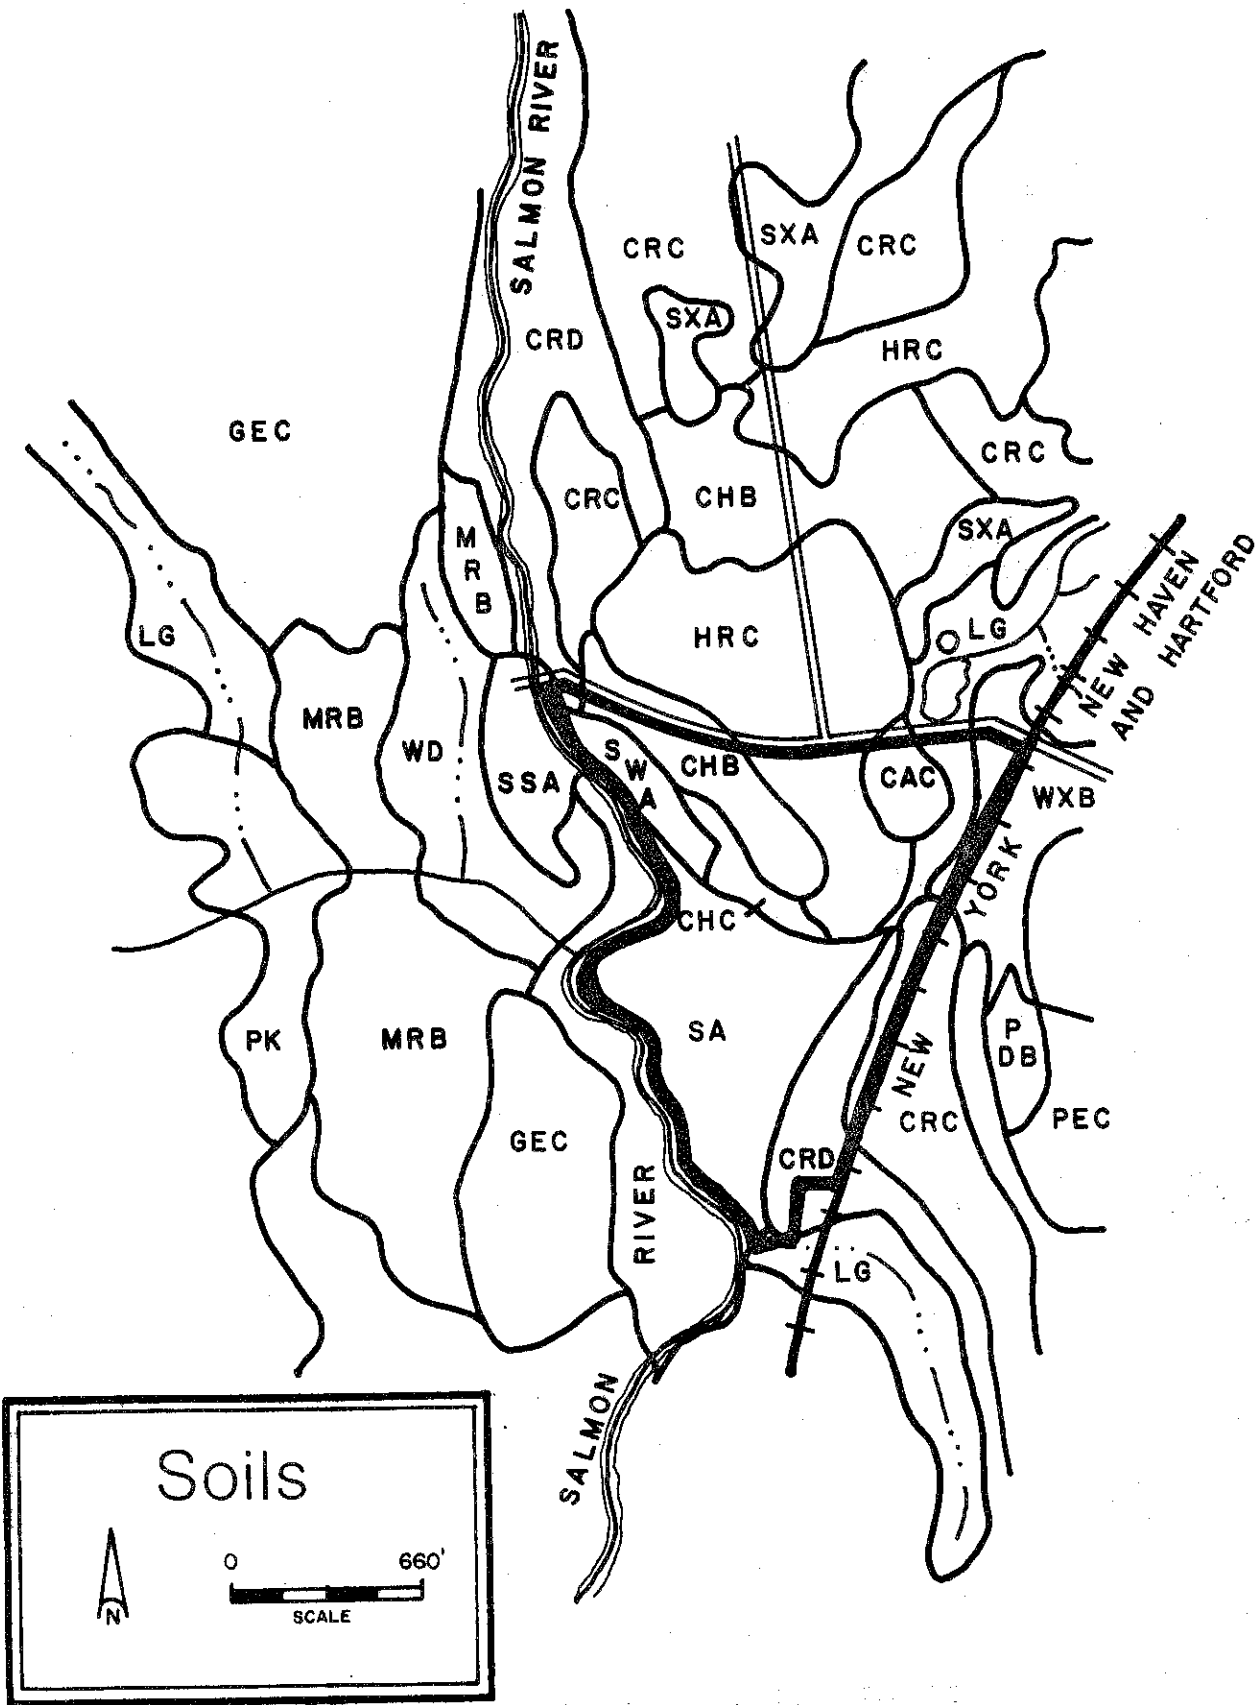 SALMON RIVER
SXA
CRC
CRC
SXA
CRD
HRC
GEC
CRC
CRC
CHB
SXA
MRB
NEW YORK NEW HAVEN
AND HARTFORD
LG
HRC
LG
MRB
WD
SWA
CHB
SSA
CAC
WXB
CHC
SA
PK
MRB
P
DB
CRC
PEC
GEC
CRD
LG
SALMON RIVER
Soils
0 660'
N
SCALE